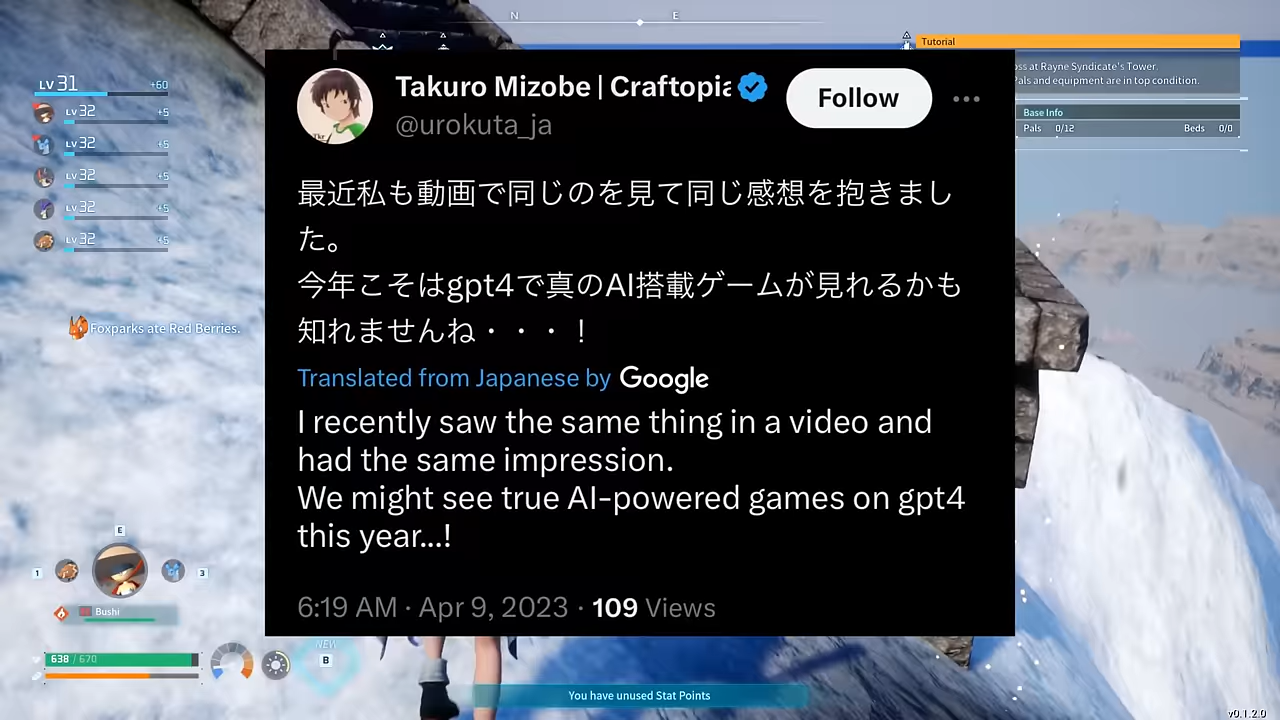 N
E
Tutorial
oss at Rayne Syndicate's Tower.
Pals and equipment are in top condition.
Base Info
Pals 0/12 Beds 0/0
LV 31 +60
LV 32 +5
LV 32 +5
LV 32 +5
LV 32 +5
LV 32 +5
Foxparks ate Red Berries.
Takuro Mizobe | Craftopia
@urokuta_ja
Follow
最近私も動画で同じのを見て同じ感想を抱きまし
た。
今年こそはgpt4で真のAI搭載ゲームが見れるかも
知れませんね・・・！
Translated from Japanese by Google
I recently saw the same thing in a video and
had the same impression.
We might see true AI-powered games on gpt4
this year...!
6:19 AM · Apr 9, 2023 · 109 Views
E
1
3
Bushi
638 / 670
NEW
B
You have unused Stat Points
v0.1.2.0